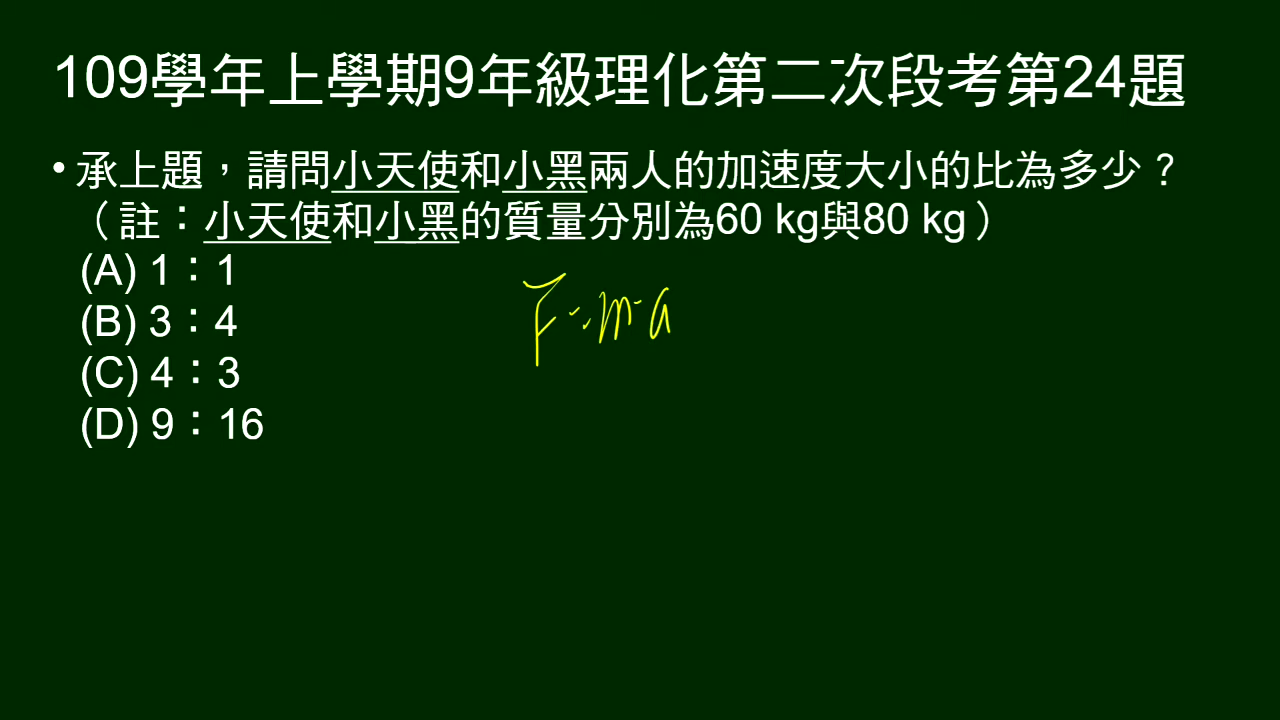 109學年上學期9年級理化第二次段考第24題
• 承上題，請問小天使和小黑兩人的加速度大小的比為多少？
（註：小天使和小黑的質量分別為60 kg與80 kg）
(A) 1：1
(B) 3：4
(C) 4：3
(D) 9：16
F=m·a